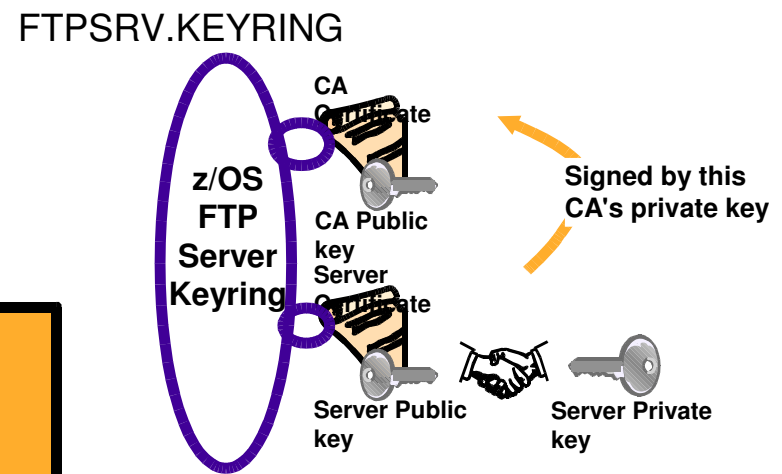 FTPSRV.KEYRING
CA
Certificate
z/OS
FTP
Server
Keyring
CA Public
key
Signed by this
CA's private key
Server
Certificate
Server Public
key
Server Private
key